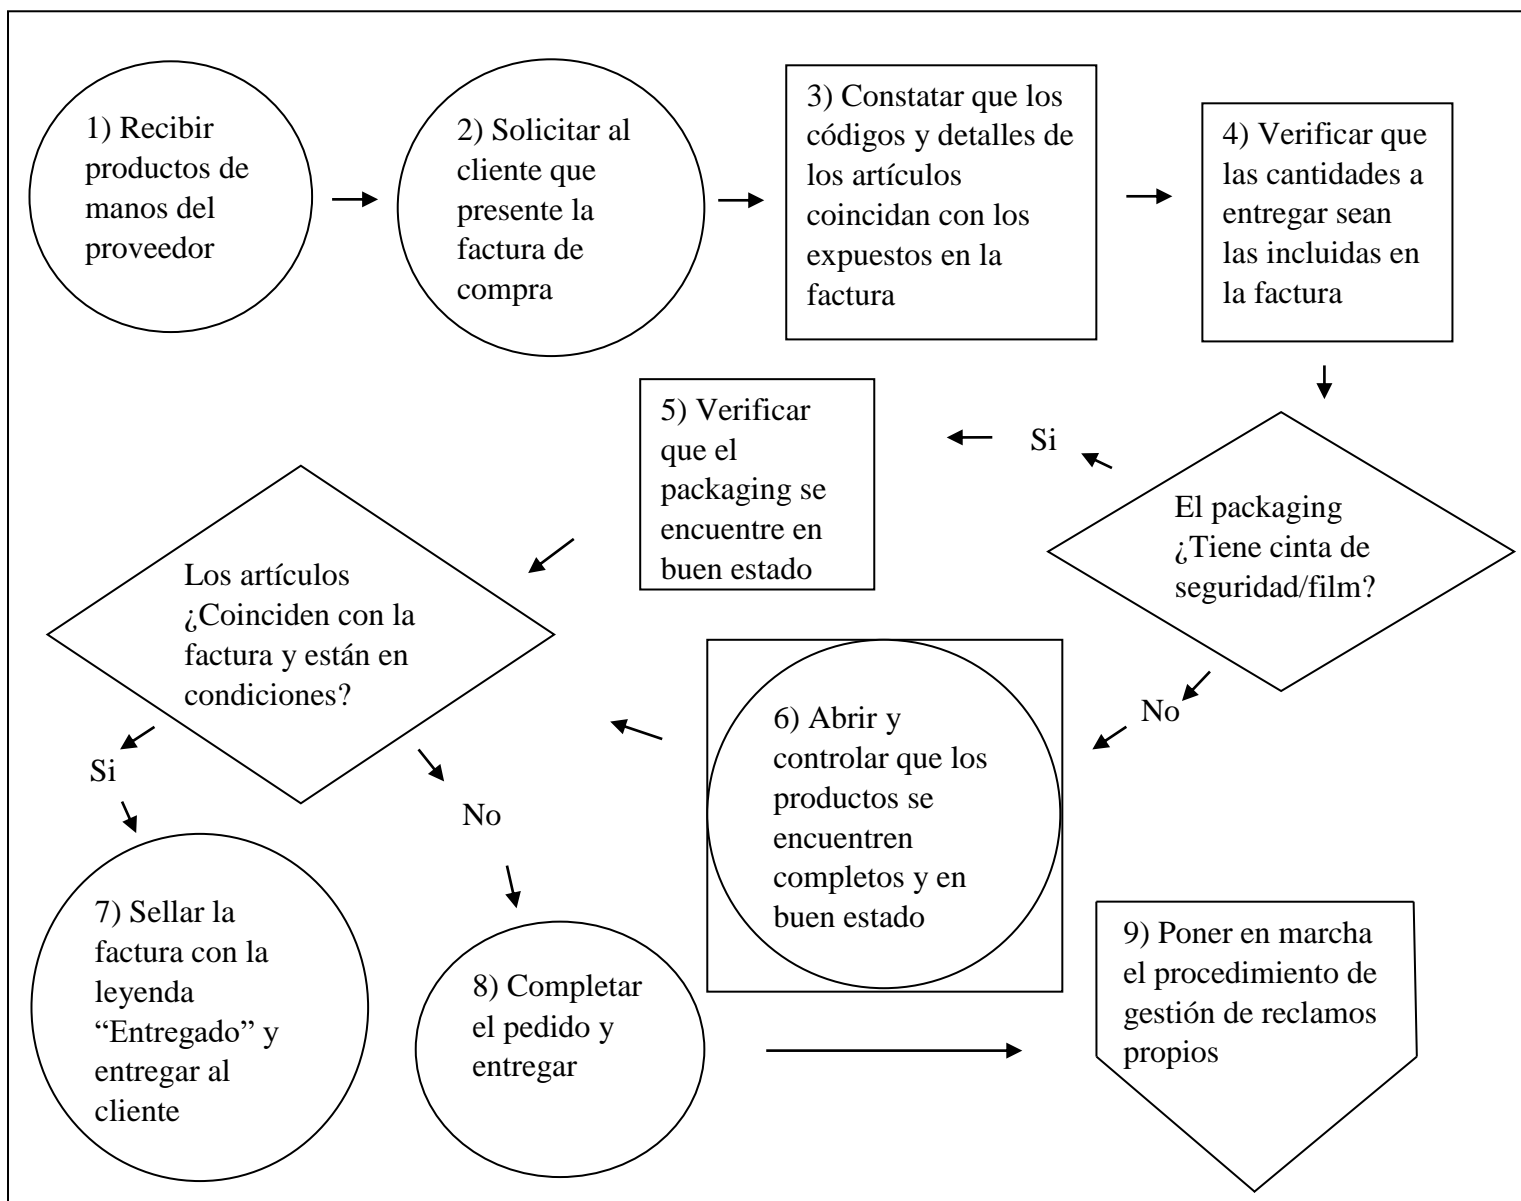 1) Recibir
productos de
manos del
proveedor
2) Solicitar al
cliente que
presente la
factura de
compra
3) Constatar que los
códigos y detalles de
los artículos
coincidan con los
expuestos en la
factura
4) Verificar que
las cantidades a
entregar sean
las incluidas en
la factura
El packaging
¿Tiene cinta de
seguridad/film?
Si
5) Verificar
que el
packaging se
encuentre en
buen estado
No
6) Abrir y
controlar que los
productos se
encuentren
completos y en
buen estado
Los artículos
¿Coinciden con la
factura y están en
condiciones?
Si
7) Sellar la
factura con la
leyenda
“Entregado” y
entregar al
cliente
No
8) Completar
el pedido y
entregar
9) Poner en marcha
el procedimiento de
gestión de reclamos
propios